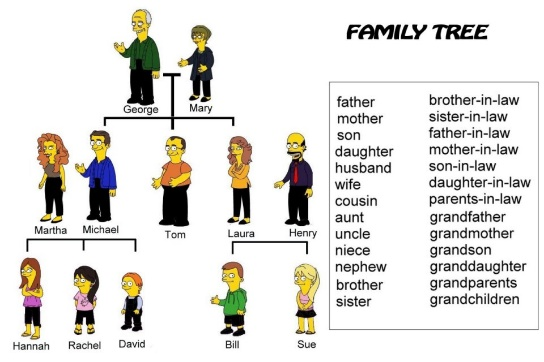 FAMILY TREE
George
Mary
Martha
Michael
Tom
Laura
Henry
Hannah
Rachel
David
Bill
Sue
father
mother
son
daughter
husband
wife
cousin
aunt
uncle
niece
nephew
brother
sister
brother-in-law
sister-in-law
father-in-law
mother-in-law
son-in-law
daughter-in-law
parents-in-law
grandfather
grandmother
grandson
granddaughter
grandparents
grandchildren